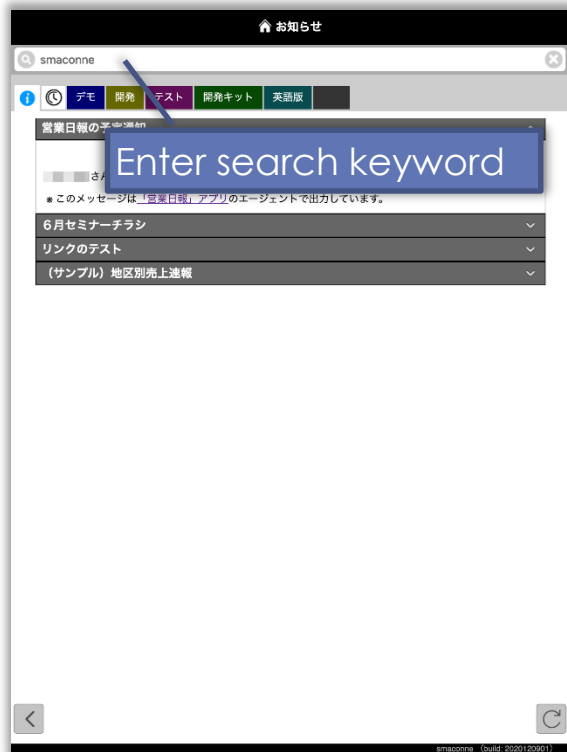 お知らせ
smaconne
デモ 開発 テスト 開発キット 英語版
営業日報の予定通知
Enter search keyword
さん
※このメッセージは「営業日報」アプリのエージェントで出力しています。
6月セミナーチラシ
リンクのテスト
（サンプル）地区別売上速報
smaconne (build: 2020120901)